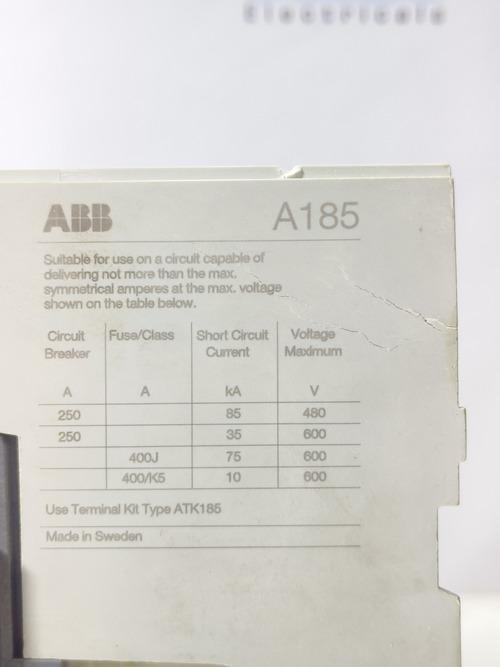 Electricals
ABB A185
Suitable for use on a circuit capable of
delivering not more than the max.
symmetrical amperes at the max. voltage
shown on the table below.
Circuit Fuse/Class Short Circuit Voltage
Breaker Current Maximum
A A kA V
250 85 480
250 35 600
400J 75 600
400/K5 10 600
Use Terminal Kit Type ATK185
Made in Sweden